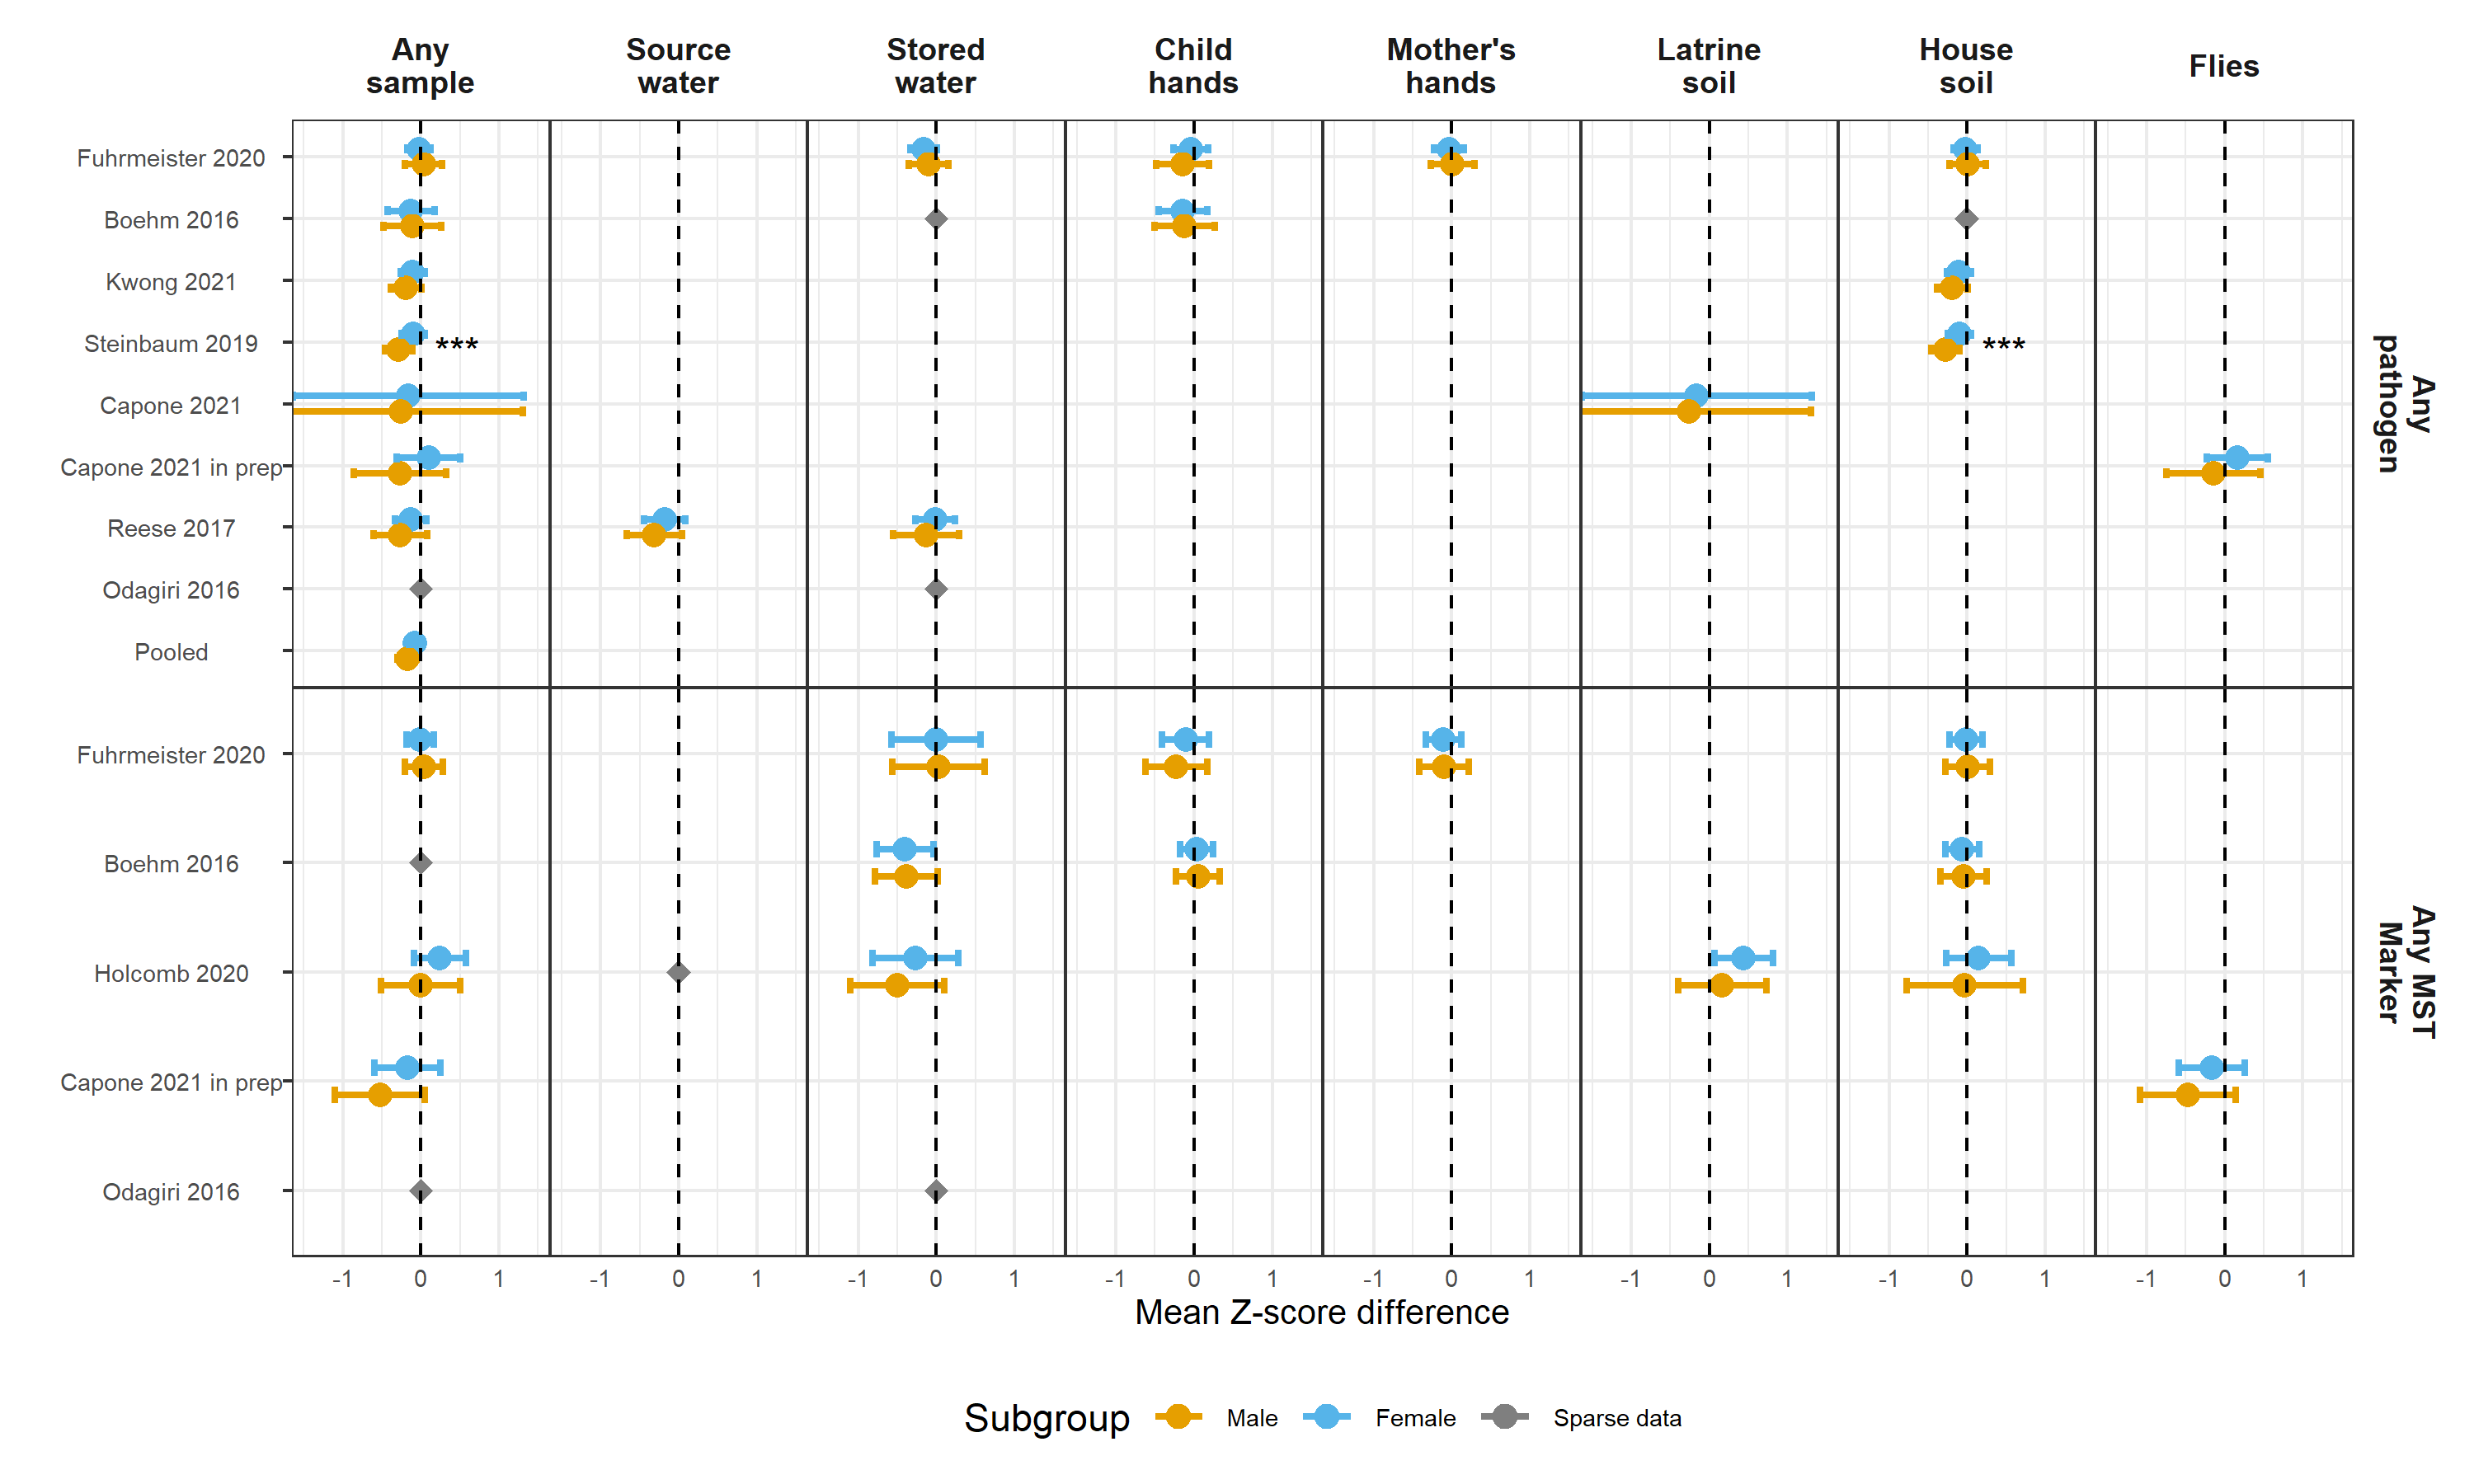 Any
sample
Source
water
Stored
water
Child
hands
Mother's
hands
Latrine
soil
House
soil
Flies
Fuhrmeister 2020
Boehm 2016
Kwong 2021
Steinbaum 2019
***
***
Capone 2021
Capone 2021 in prep
Reese 2017
Odagiri 2016
Pooled
Any
pathogen
Fuhrmeister 2020
Boehm 2016
Holcomb 2020
Capone 2021 in prep
Odagiri 2016
Any MST
Marker
-1 0 1 -1 0 1 -1 0 1 -1 0 1 -1 0 1 -1 0 1 -1 0 1 -1 0 1
Mean Z-score difference
Subgroup Male Female Sparse data